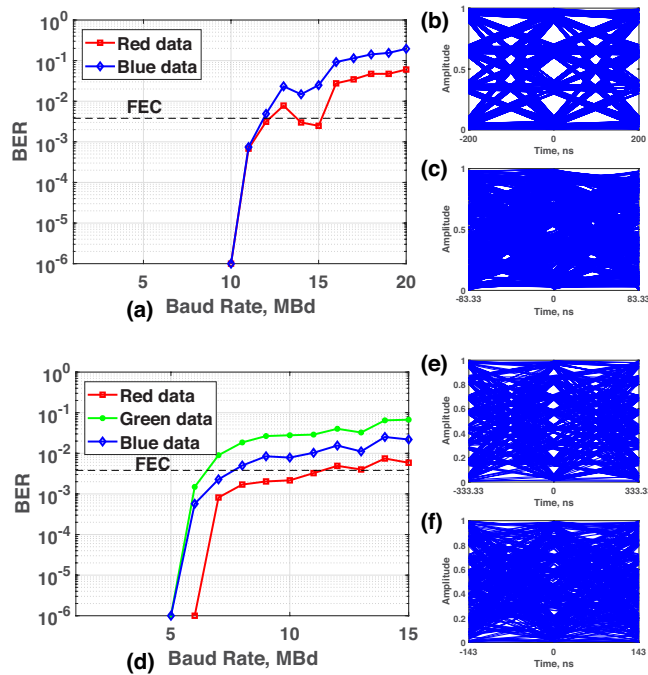 10^0
10^-1
10^-2
10^-3
10^-4
10^-5
10^-6
BER
Red data
Blue data
FEC
5
10
15
20
(a)
Baud Rate, MBd
(b)
1
0.5
0
Amplitude
-200
0
200
Time, ns
(c)
1
0.5
0
Amplitude
-83.33
0
83.33
Time, ns
10^0
10^-1
10^-2
10^-3
10^-4
10^-5
10^-6
BER
Red data
Green data
Blue data
FEC
5
10
15
(d)
Baud Rate, MBd
(e)
1
0.8
0.6
0.4
0.2
0
Amplitude
-333.33
0
333.33
Time, ns
(f)
1
0.8
0.6
0.4
0.2
0
Amplitude
-143
0
143
Time, ns